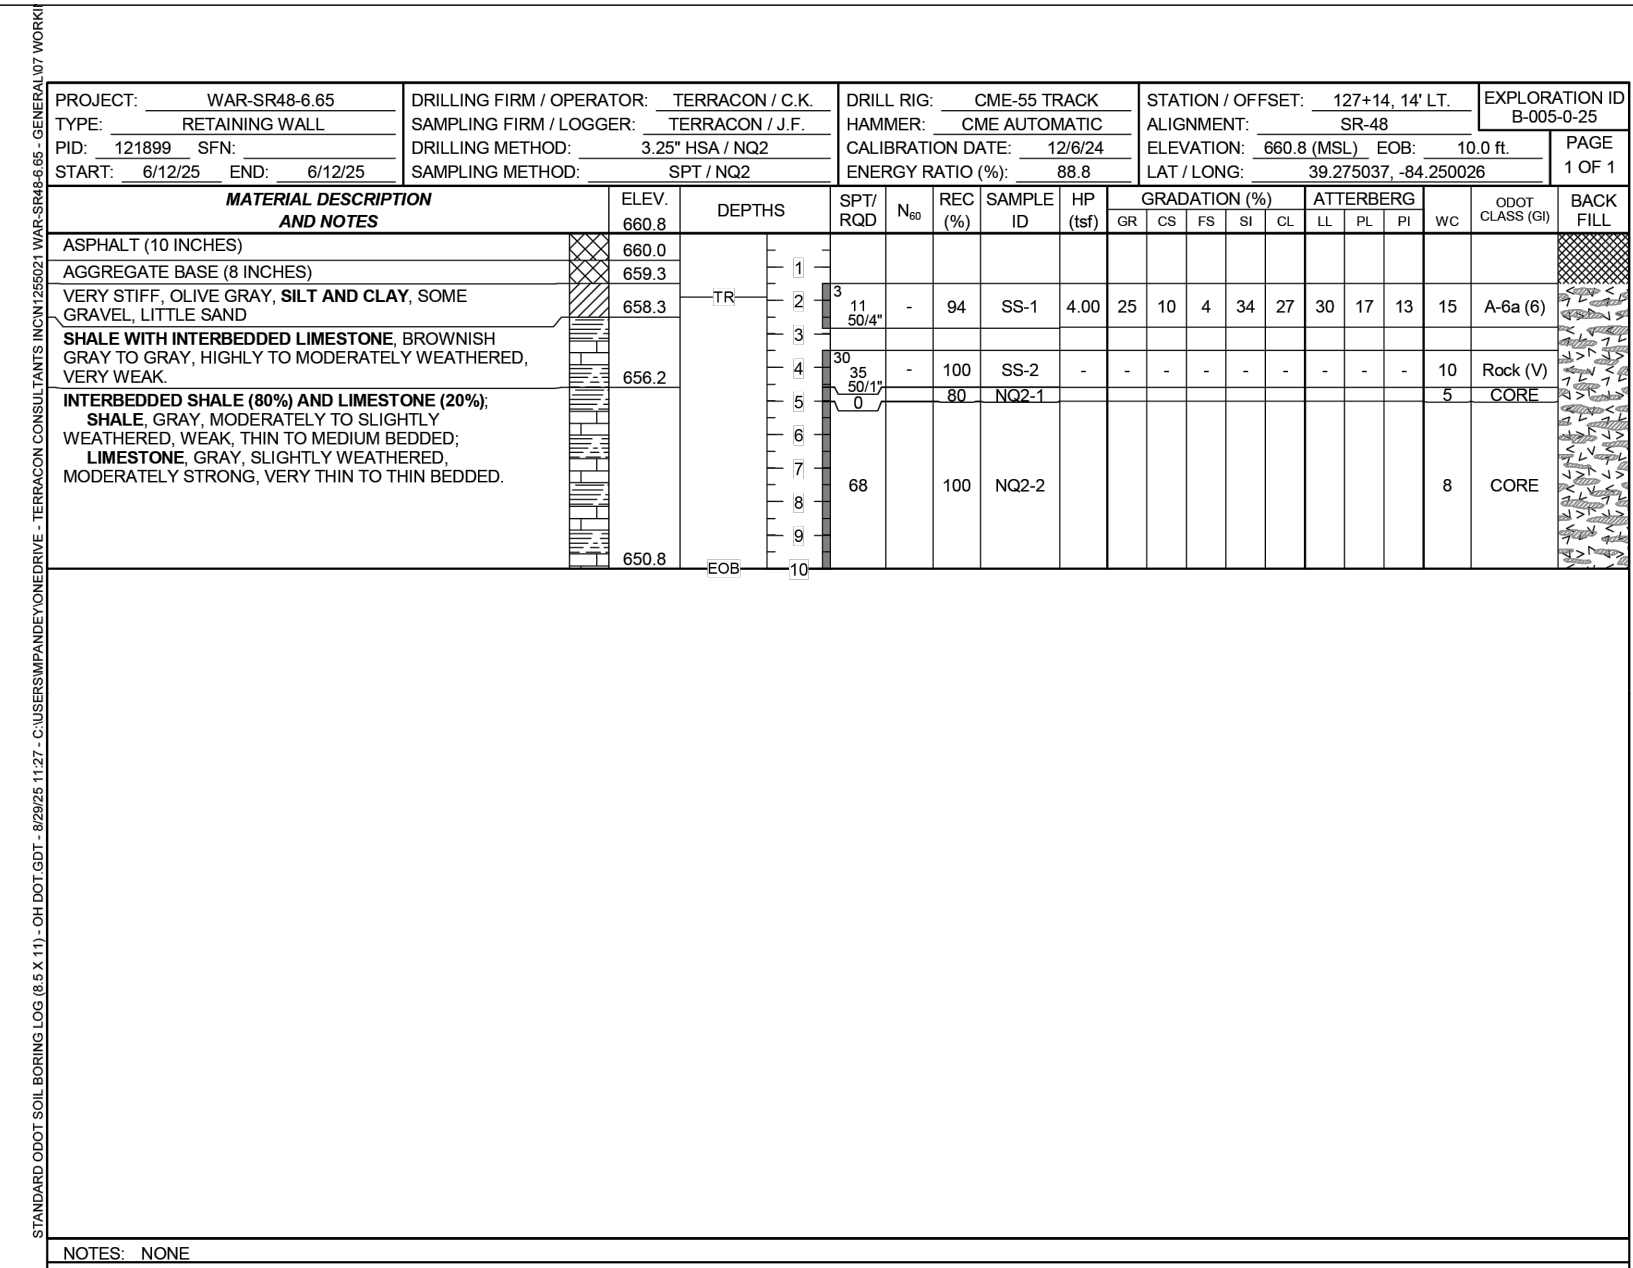 STANDARD ODOT SOIL BORING LOG (8.5 X 11) - OH DOT.GDT - 8/29/25 11:27 - C:\USERS\MPANDEY\ONEDRIVE - TERRACON CONSULTANTS INC\N1255021 WAR-SR48-6.65 - GENERAL\07
PROJECT: WAR-SR48-6.65 DRILLING FIRM / OPERATOR: TERRACON / C.K. DRILL RIG: CME-55 TRACK STATION / OFFSET: 127+14, 14' LT. EXPLORATION ID
TYPE: RETAINING WALL SAMPLING FIRM / LOGGER: TERRACON / J.F. HAMMER: CME AUTOMATIC ALIGNMENT: SR-48 B-005-0-25
PID: 121899 SFN: DRILLING METHOD: 3.25" HSA / NQ2 CALIBRATION DATE: 12/6/24 ELEVATION: 660.8 (MSL) EOB: 10.0 ft. PAGE
START: 6/12/25 END: 6/12/25 SAMPLING METHOD: SPT / NQ2 ENERGY RATIO (%): 88.8 LAT / LONG: 39.275037, -84.250026 1 OF 1
MATERIAL DESCRIPTION ELEV. DEPTHS SPT/ N60 REC SAMPLE HP GRADATION (%) ATTERBERG ODOT BACK
AND NOTES 660.8 RQD (%) ID (tsf) GR CS FS SI CL LL PL PI WC CLASS (GI) FILL
ASPHALT (10 INCHES) 660.0
AGGREGATE BASE (8 INCHES) 659.3 1
VERY STIFF, OLIVE GRAY, SILT AND CLAY, SOME TR 2 3
GRAVEL, LITTLE SAND 658.3 11 - 94 SS-1 4.00 25 10 4 34 27 30 17 13 15 A-6a (6)
50/4"
SHALE WITH INTERBEDDED LIMESTONE, BROWNISH 3
GRAY TO GRAY, HIGHLY TO MODERATELY WEATHERED, 30
VERY WEAK. 656.2 4 35 - 100 SS-2 - - - - - - - - - 10 Rock (V)
50/1"
INTERBEDDED SHALE (80%) AND LIMESTONE (20%); 5 0 80 NQ2-1 5 CORE
SHALE, GRAY, MODERATELY TO SLIGHTLY
WEATHERED, WEAK, THIN TO MEDIUM BEDDED; 6
LIMESTONE, GRAY, SLIGHTLY WEATHERED,
MODERATELY STRONG, VERY THIN TO THIN BEDDED. 7
68 100 NQ2-2 8 CORE
8
9
650.8 EOB 10
NOTES: NONE